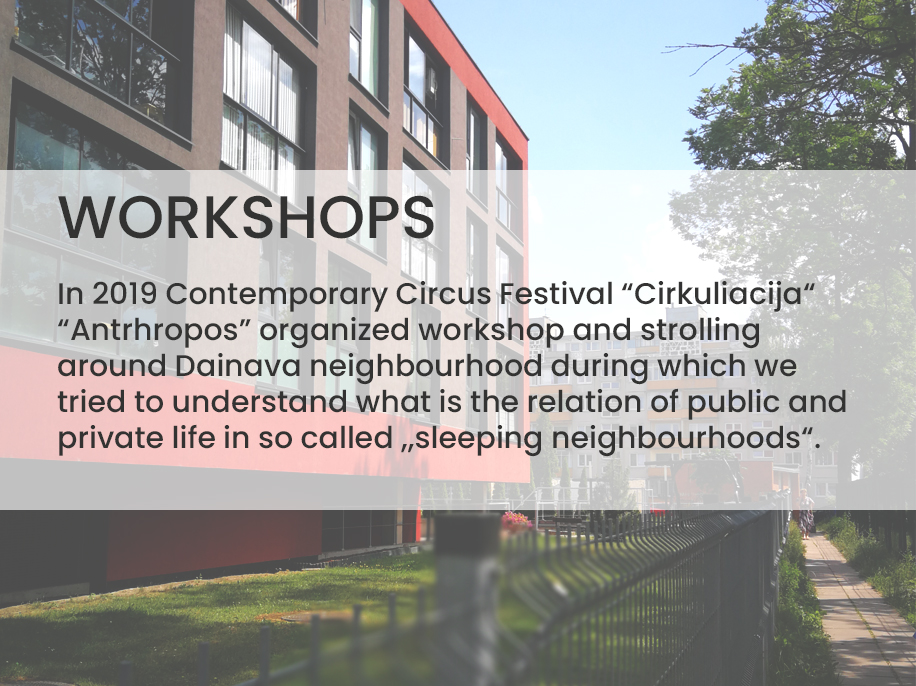 WORKSHOPS
In 2019 Contemporary Circus Festival “Cirkuliacija“
“Antrhropos” organized workshop and strolling
around Dainava neighbourhood during which we
tried to understand what is the relation of public and
private life in so called „sleeping neighbourhoods“.